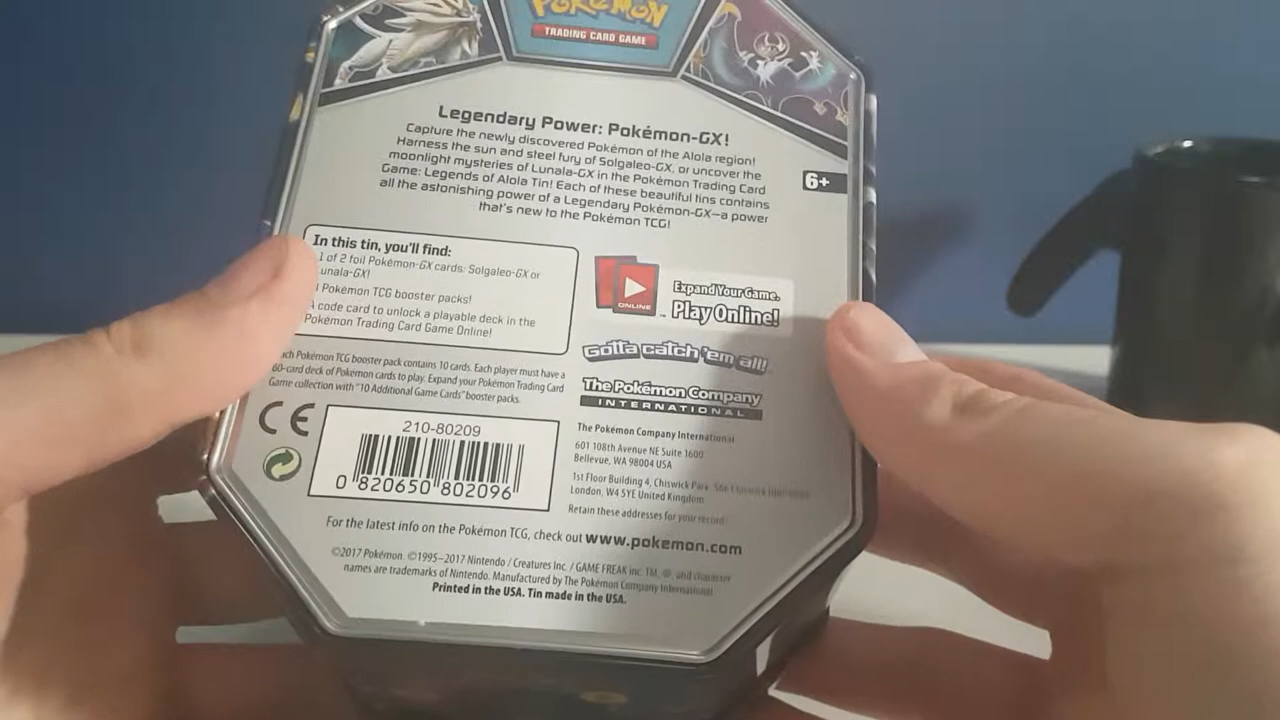 POKÉMON
TRADING CARD GAME
Legendary Power: Pokémon-GX!
Capture the newly discovered Pokémon of the Alola region!
Harness the sun and steel fury of Solgaleo-GX, or uncover the
moonlight mysteries of Lunala-GX in the Pokémon Trading Card
Game: Legends of Alola Tin! Each of these beautiful tins contains
all the astonishing power of a Legendary Pokémon-GX—a power
that's new to the Pokémon TCG!
6+
In this tin, you'll find:
1 of 2 foil Pokémon-GX cards: Solgaleo-GX or
unala-GX!
Pokémon TCG booster packs!
A code card to unlock a playable deck in the
Pokémon Trading Card Game Online!
ONLINE
Expand Your Game.
Play Online!
Gotta catch 'em all!
The Pokémon Company
INTERNATIONAL
ch Pokémon TCG booster pack contains 10 cards. Each player must have a
60-card deck of Pokémon cards to play. Expand your Pokémon Trading Card
Game collection with "10 Additional Game Cards" booster packs.
CE
210-80209
0 820650 802096
The Pokémon Company International
601 108th Avenue NE Suite 1600
Bellevue, WA 98004 USA
1st Floor Building 4, Chiswick Park
London, W4 5YE United Kingdom
Retain these addresses for your record
For the latest info on the Pokémon TCG, check out www.pokemon.com
©2017 Pokémon. ©1995–2017 Nintendo / Creatures Inc. / GAME FREAK inc. TM, ®, and character
names are trademarks of Nintendo. Manufactured by The Pokémon Company International
Printed in the USA. Tin made in the USA.